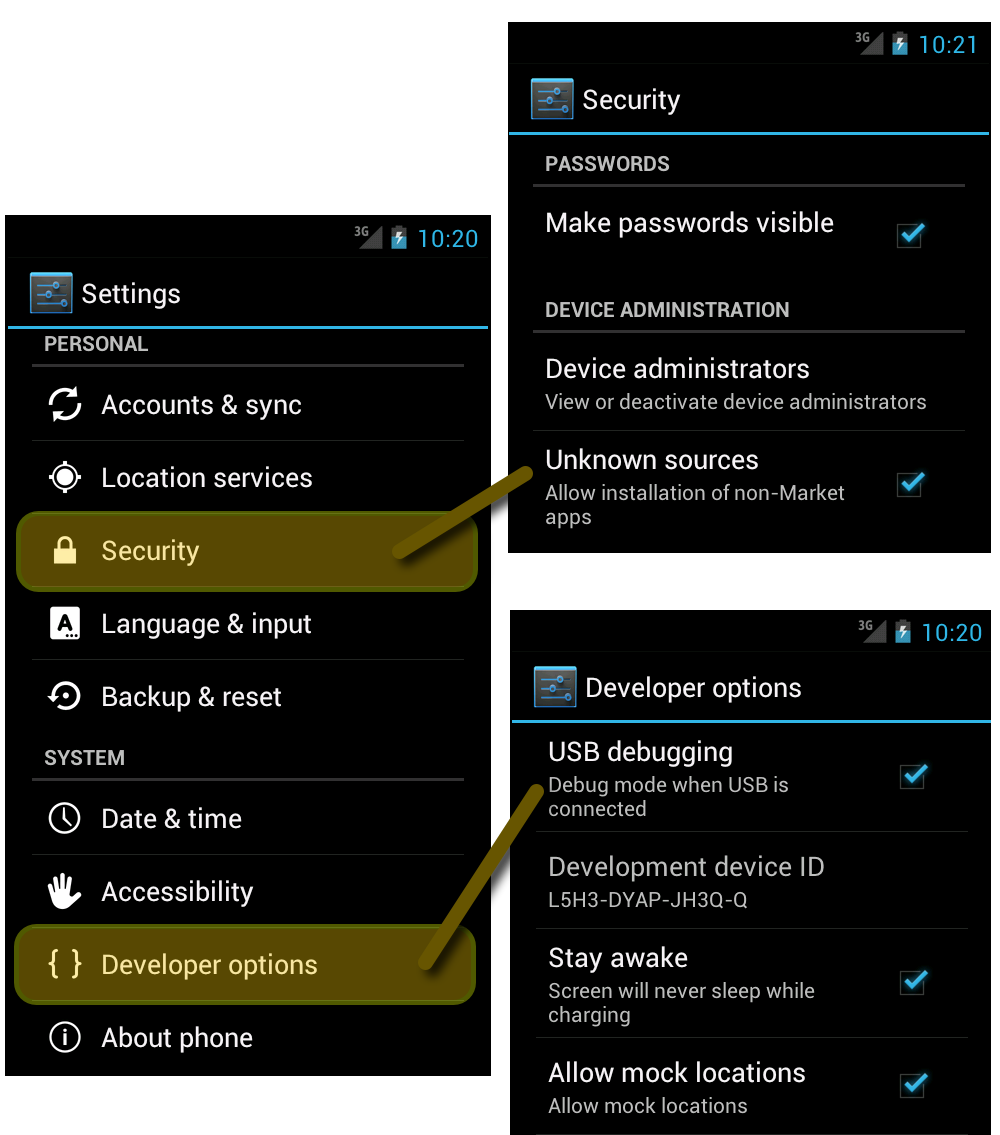 3G 10:20
Settings
PERSONAL
Accounts & sync
Location services
Security
Language & input
Backup & reset
SYSTEM
Date & time
Accessibility
Developer options
About phone
3G 10:21
Security
PASSWORDS
Make passwords visible
DEVICE ADMINISTRATION
Device administrators
View or deactivate device administrators
Unknown sources
Allow installation of non-Market
apps
3G 10:20
Developer options
USB debugging
Debug mode when USB is
connected
Development device ID
L5H3-DYAP-JH3Q-Q
Stay awake
Screen will never sleep while
charging
Allow mock locations
Allow mock locations